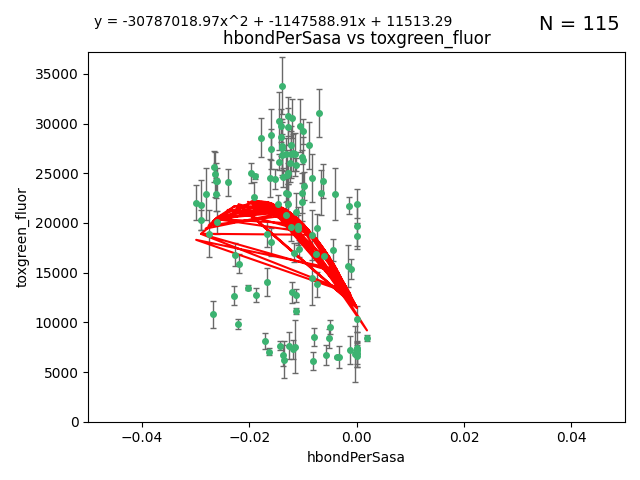 y = -30787018.97x^2 + -1147588.91x + 11513.29
N = 115
hbondPerSasa vs toxgreen_fluor
35000
30000
25000
20000
15000
10000
5000
0
toxgreen_fluor
-0.04
-0.02
0.00
0.02
0.04
hbondPerSasa